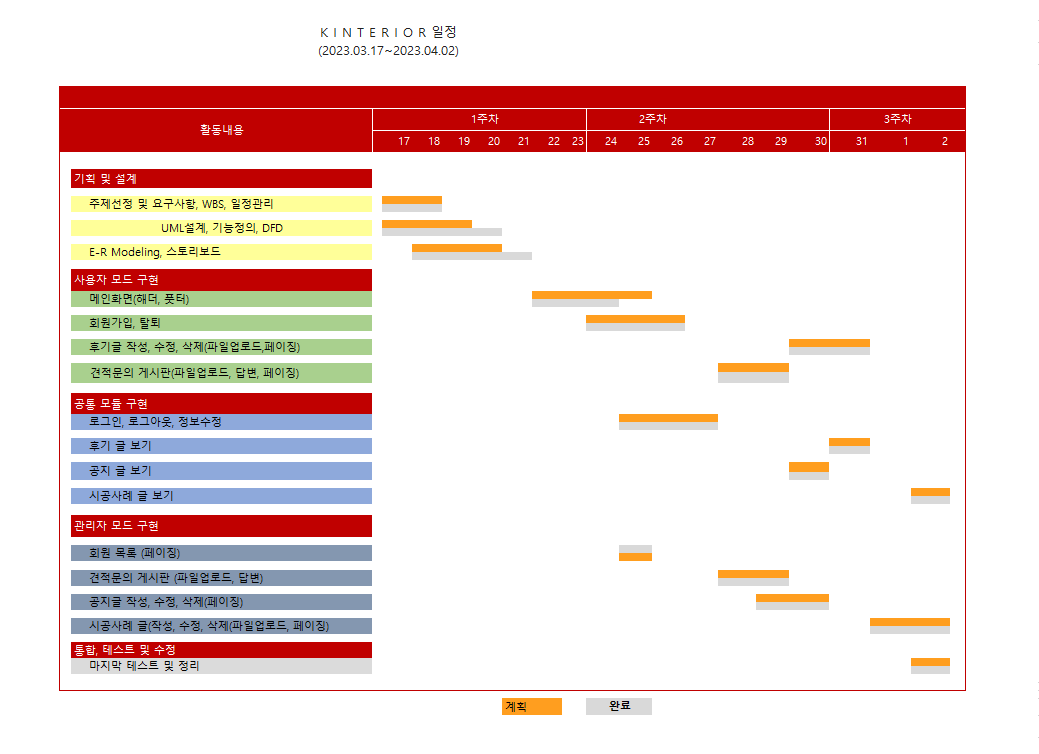 K I N T E R I O R 일정
(2023.03.17~2023.04.02)
활동내용
1주차 2주차 3주차
17 18 19 20 21 22 23 24 25 26 27 28 29 30 31 1 2
기획 및 설계
주제선정 및 요구사항, WBS, 일정관리
UML설계, 기능정의, DFD
E-R Modeling, 스토리보드
사용자 모드 구현
메인화면(해더, 풋터)
회원가입, 탈퇴
후기글 작성, 수정, 삭제(파일업로드,페이징)
견적문의 게시판(파일업로드, 답변, 페이징)
공통 모듈 구현
로그인, 로그아웃, 정보수정
후기 글 보기
공지 글 보기
시공사례 글 보기
관리자 모드 구현
회원 목록 (페이징)
견적문의 게시판 (파일업로드, 답변)
공지글 작성, 수정, 삭제(페이징)
시공사례 글(작성, 수정, 삭제(파일업로드, 페이징)
통합, 테스트 및 수정
마지막 테스트 및 정리
계획 완료